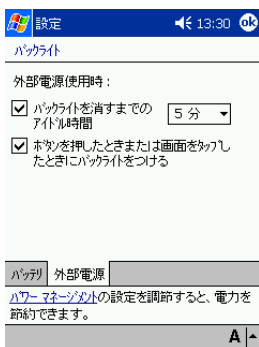 設定 13:30 ok
バックライト
外部電源使用時:
バックライトを消すまでの
アイドル時間
5 分
ボタンを押したときまたは画面をタップし
たときにバックライトをつける
バッテリ 外部電源
パワー マネージメントの設定を調節すると、電力を
節約できます。
A